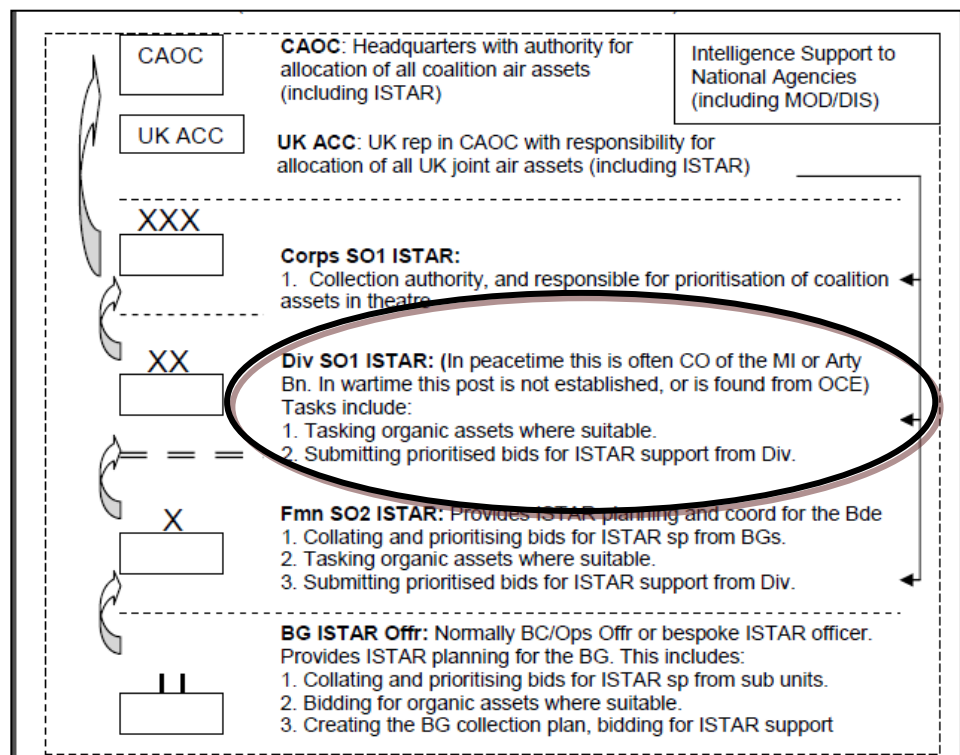 CAOC
CAOC: Headquarters with authority for
allocation of all coalition air assets
(including ISTAR)
Intelligence Support to
National Agencies
(including MOD/DIS)
UK ACC
UK ACC: UK rep in CAOC with responsibility for
allocation of all UK joint air assets (including ISTAR)
XXX
Corps SO1 ISTAR:
1. Collection authority, and responsible for prioritisation of coalition
assets in theatre
XX
Div SO1 ISTAR: (In peacetime this is often CO of the MI or Arty
Bn. In wartime this post is not established, or is found from OCE)
Tasks include:
1. Tasking organic assets where suitable.
2. Submitting prioritised bids for ISTAR support from Div.
X
Fmn SO2 ISTAR: Provides ISTAR planning and coord for the Bde
1. Collating and prioritising bids for ISTAR sp from BGs.
2. Tasking organic assets where suitable.
3. Submitting prioritised bids for ISTAR support from Div.
BG ISTAR Offr: Normally BC/Ops Offr or bespoke ISTAR officer.
Provides ISTAR planning for the BG. This includes:
1. Collating and prioritising bids for ISTAR sp from sub units.
2. Bidding for organic assets where suitable.
3. Creating the BG collection plan, bidding for ISTAR support
I I